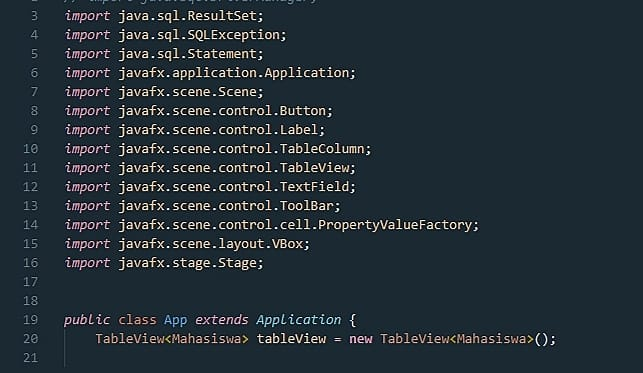 3 import java.sql.ResultSet;
4 import java.sql.SQLException;
5 import java.sql.Statement;
6 import javafx.application.Application;
7 import javafx.scene.Scene;
8 import javafx.scene.control.Button;
9 import javafx.scene.control.Label;
10 import javafx.scene.control.TableColumn;
11 import javafx.scene.control.TableView;
12 import javafx.scene.control.TextField;
13 import javafx.scene.control.ToolBar;
14 import javafx.scene.control.cell.PropertyValueFactory;
15 import javafx.scene.layout.VBox;
16 import javafx.stage.Stage;
17
18
19 public class App extends Application {
20 TableView<Mahasiswa> tableView = new TableView<Mahasiswa>();
21